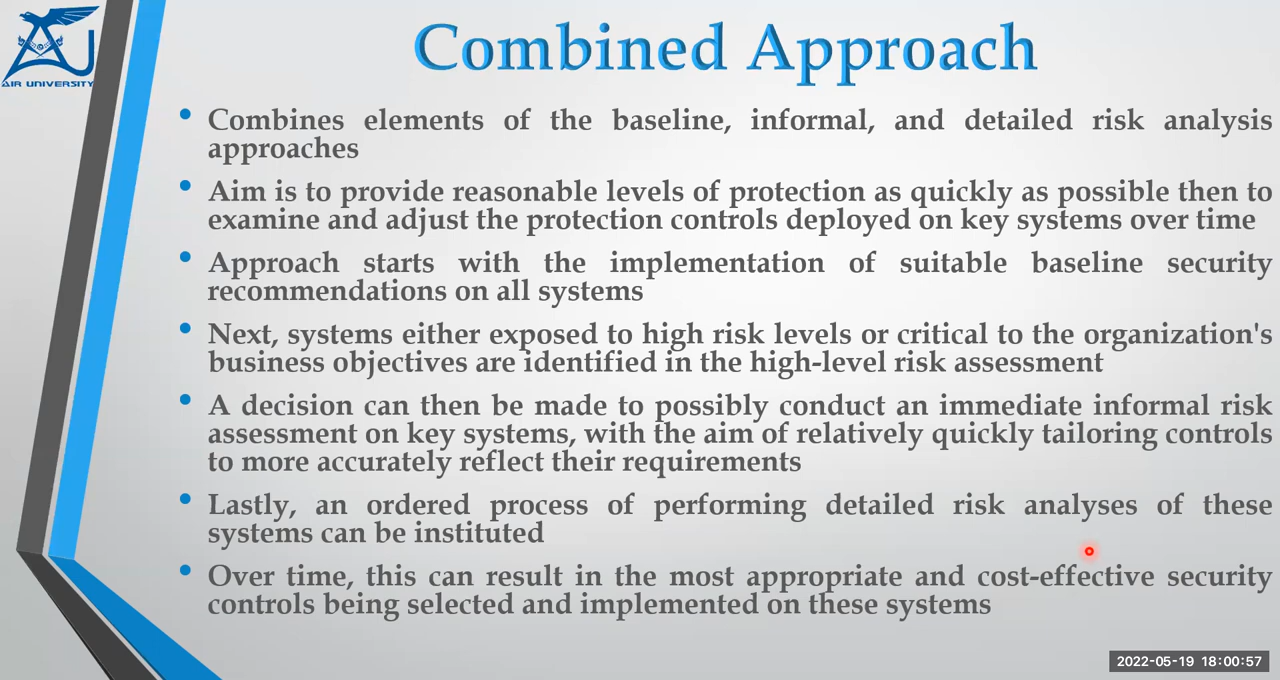 AIR UNIVERSITY
Combined Approach
• Combines elements of the baseline, informal, and detailed risk analysis
approaches
• Aim is to provide reasonable levels of protection as quickly as possible then to
examine and adjust the protection controls deployed on key systems over time
• Approach starts with the implementation of suitable baseline security
recommendations on all systems
• Next, systems either exposed to high risk levels or critical to the organization's
business objectives are identified in the high-level risk assessment
• A decision can then be made to possibly conduct an immediate informal risk
assessment on key systems, with the aim of relatively quickly tailoring controls
to more accurately reflect their requirements
• Lastly, an ordered process of performing detailed risk analyses of these
systems can be instituted
• Over time, this can result in the most appropriate and cost-effective security
controls being selected and implemented on these systems
2022-05-19 18:00:57